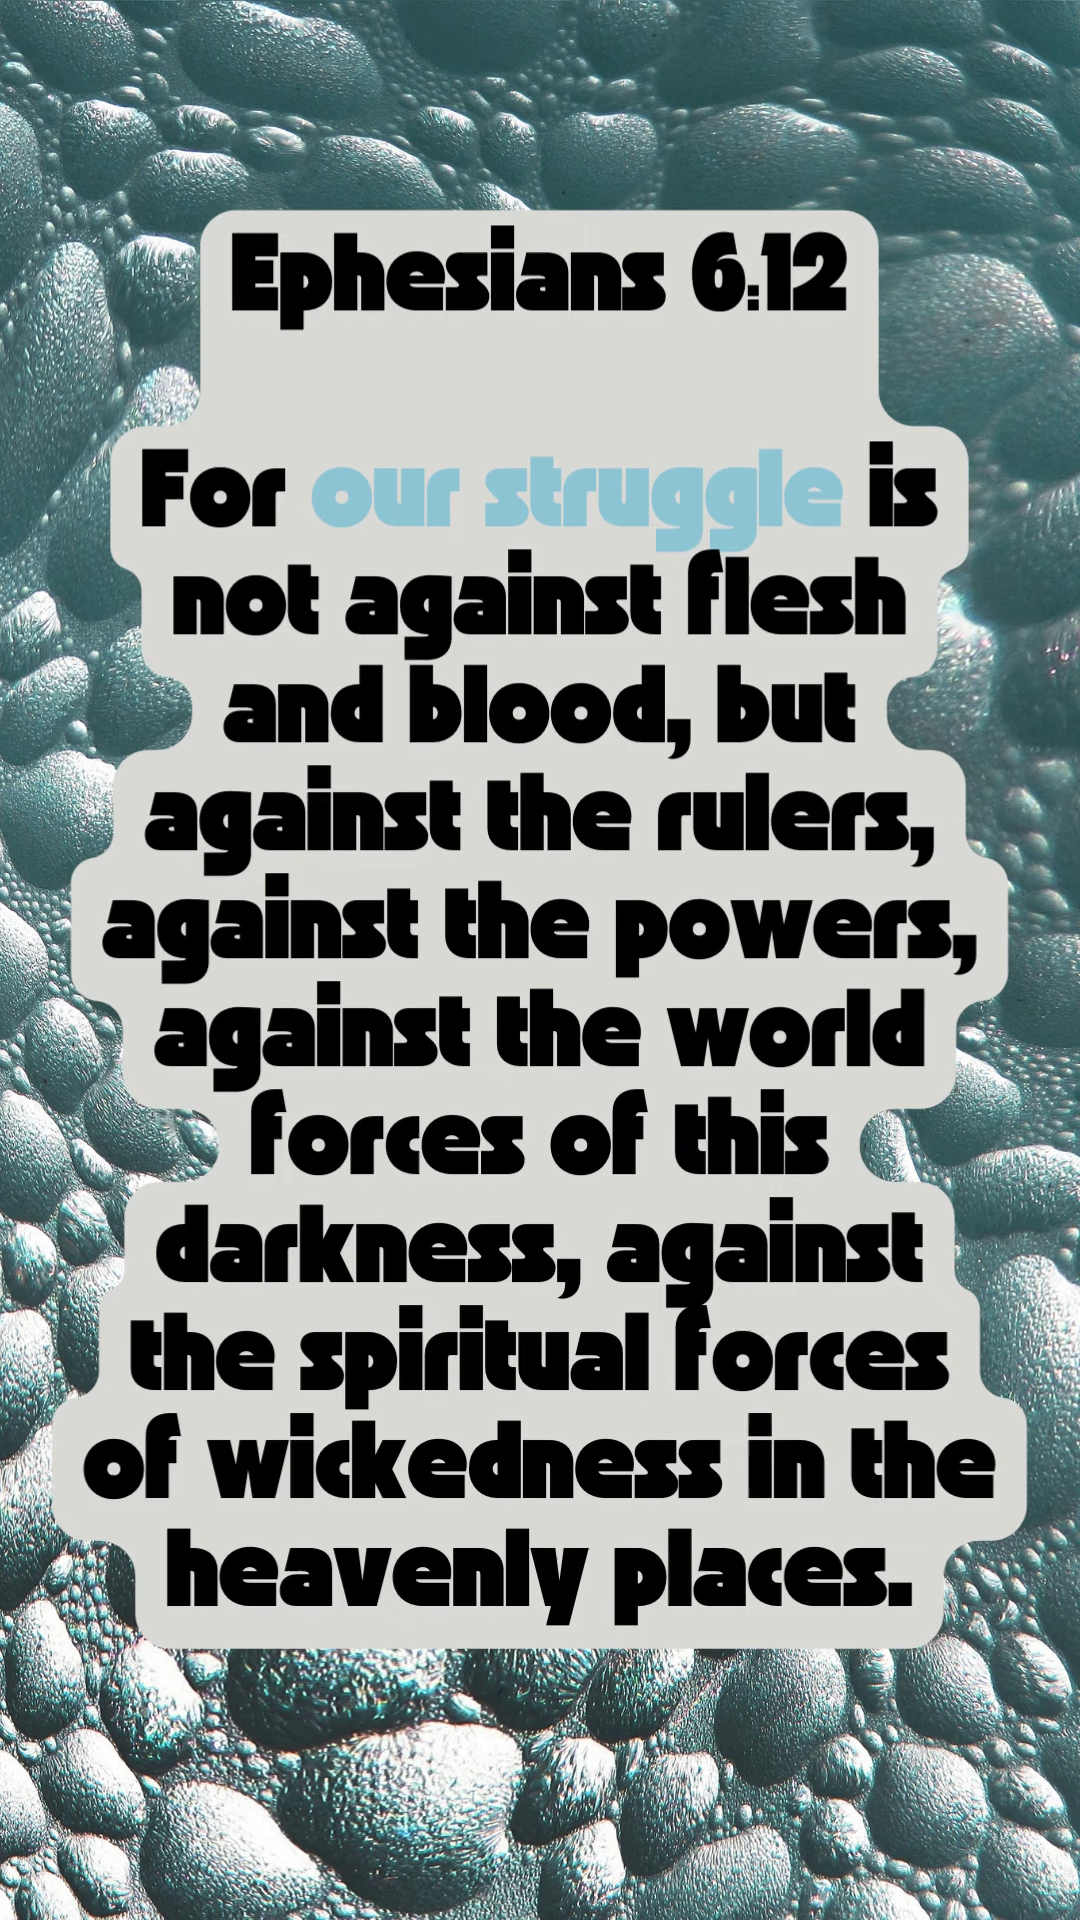 Ephesians 6:12
For our struggle is
not against flesh
and blood, but
against the rulers,
against the powers,
against the world
forces of this
darkness, against
the spiritual forces
of wickedness in the
heavenly places.